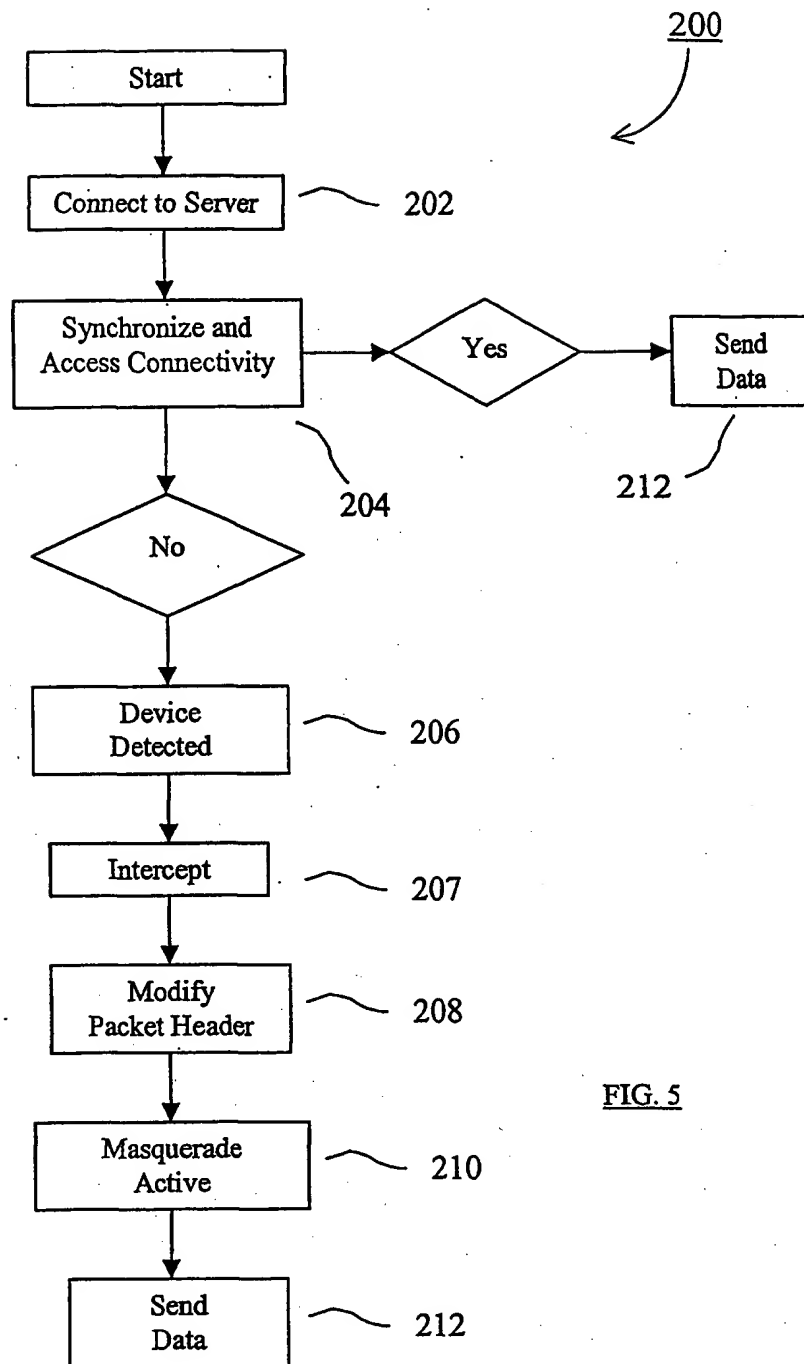 200
Start
Connect to Server
202
Synchronize and
Access Connectivity
Yes
Send
Data
204
212
No
Device
Detected
206
Intercept
207
Modify
Packet Header
208
FIG. 5
Masquerade
Active
210
Send
Data
212